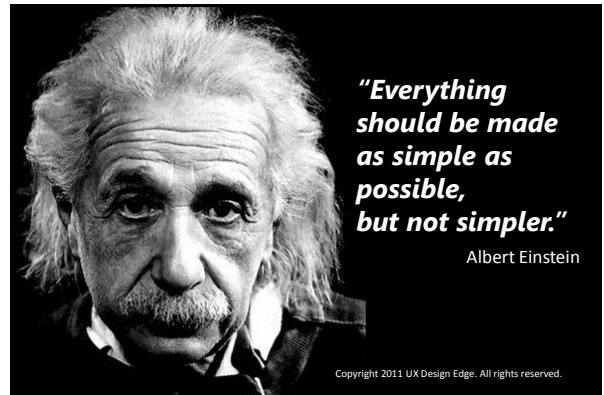 “Everything
should be made
as simple as
possible,
but not simpler.”
Albert Einstein
Copyright 2011 UX Design Edge. All rights reserved.